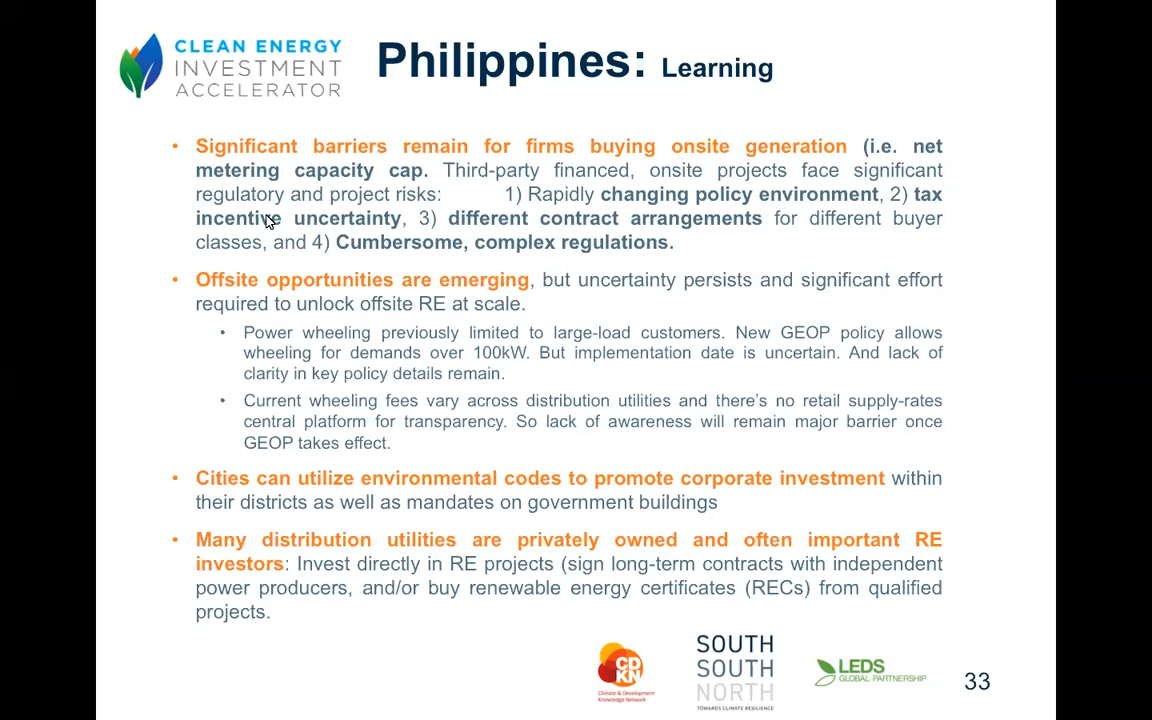 CLEAN ENERGY
INVESTMENT
ACCELERATOR
Philippines: Learning
• Significant barriers remain for firms buying onsite generation (i.e. net
metering capacity cap. Third-party financed, onsite projects face significant
regulatory and project risks: 1) Rapidly changing policy environment, 2) tax
incentive uncertainty, 3) different contract arrangements for different buyer
classes, and 4) Cumbersome, complex regulations.
• Offsite opportunities are emerging, but uncertainty persists and significant effort
required to unlock offsite RE at scale.
• Power wheeling previously limited to large-load customers. New GEOP policy allows
wheeling for demands over 100kW. But implementation date is uncertain. And lack of
clarity in key policy details remain.
• Current wheeling fees vary across distribution utilities and there’s no retail supply-rates
central platform for transparency. So lack of awareness will remain major barrier once
GEOP takes effect.
• Cities can utilize environmental codes to promote corporate investment within
their districts as well as mandates on government buildings
• Many distribution utilities are privately owned and often important RE
investors: Invest directly in RE projects (sign long-term contracts with independent
power producers, and/or buy renewable energy certificates (RECs) from qualified
projects.
CD
KN
Climate & Development
Knowledge Network
SOUTH
SOUTH
NORTH
TOWARDS CLIMATE RESILIENCE
LEDS
GLOBAL PARTNERSHIP
33